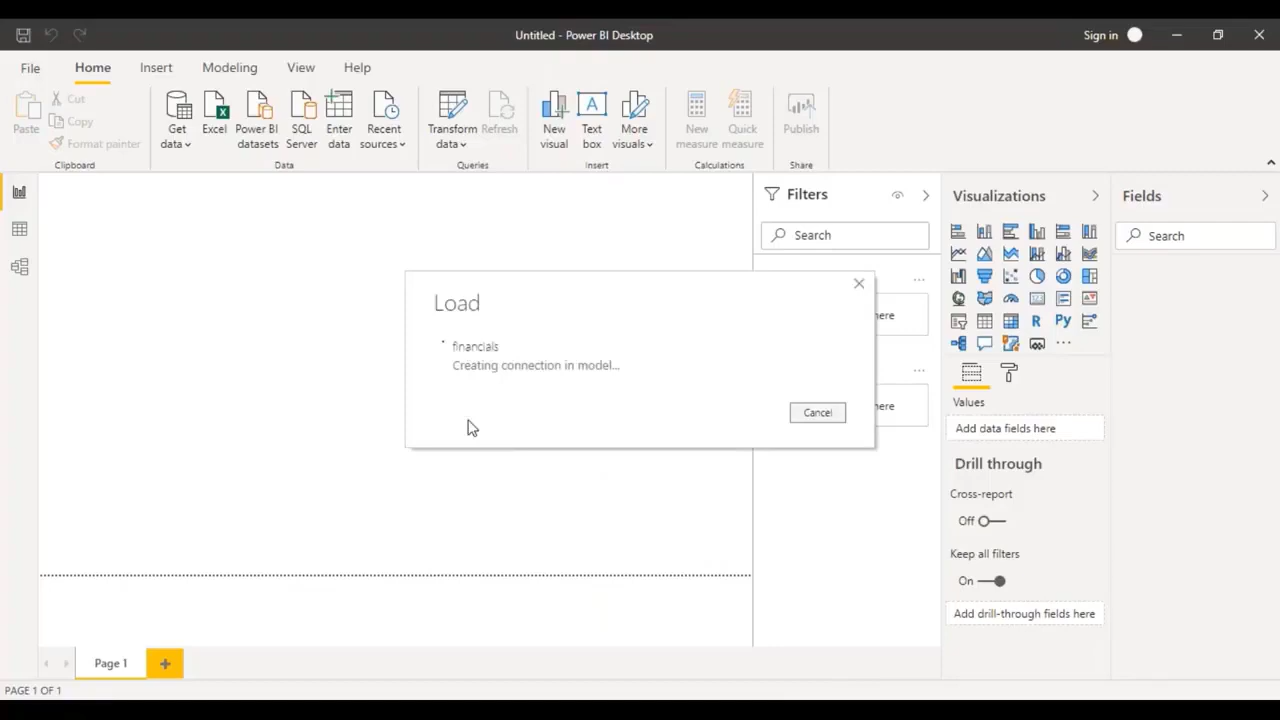 Untitled - Power BI Desktop
Sign in
File Home Insert Modeling View Help
Paste
Cut
Copy
Format painter
Clipboard
Get data
Excel
Power BI datasets
SQL Server
Enter data
Recent sources
Data
Transform data
Refresh
Queries
New visual
Text box
More visuals
Insert
New measure
Quick measure
Calculations
Publish
Share
Filters
Search
here
here
Load
financials
Creating connection in model...
Cancel
Visualizations
R
Py
Values
Add data fields here
Drill through
Cross-report
Off
Keep all filters
On
Add drill-through fields here
Fields
Search
Page 1
PAGE 1 OF 1